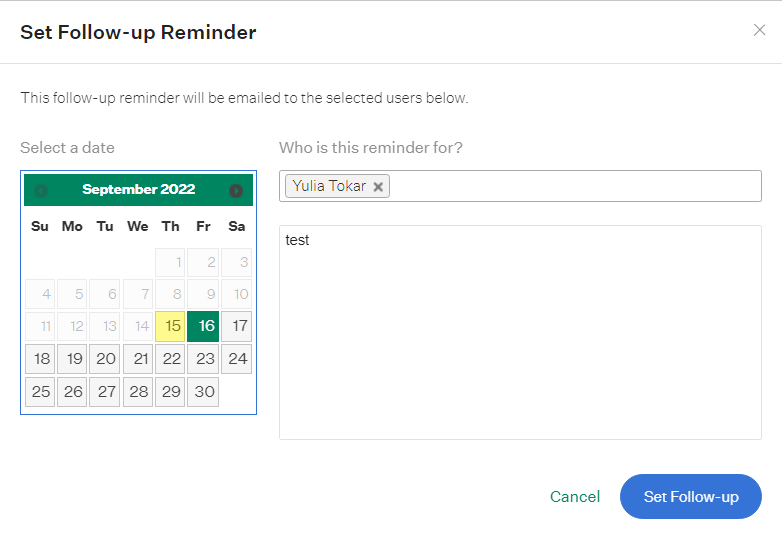 Set Follow-up Reminder
This follow-up reminder will be emailed to the selected users below.
Select a date
Who is this reminder for?
September 2022
Yulia Tokar
Su Mo Tu We Th Fr Sa
1 2 3
4 5 6 7 8 9 10
11 12 13 14 15 16 17
18 19 20 21 22 23 24
25 26 27 28 29 30
test
Cancel
Set Follow-up